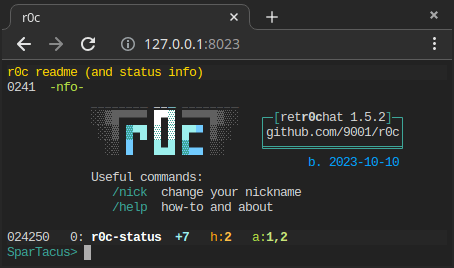 r0c
127.0.0.1:8023
r0c readme (and status info)
0241 -nfo-
r0c
[retr0chat 1.5.2]
github.com/9001/r0c
b. 2023-10-10
Useful commands:
/nick change your nickname
/help how-to and about
024250 0: r0c-status +7 h:2 a:1,2
SparTacus>